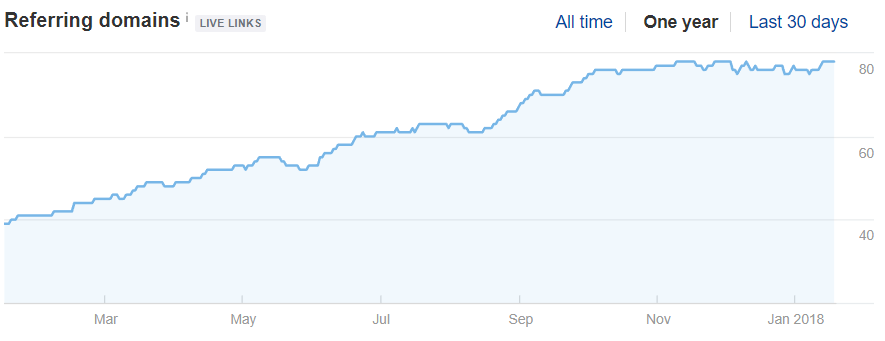 Referring domains i LIVE LINKS All time One year Last 30 days
80
60
40
Mar May Jul Sep Nov Jan 2018